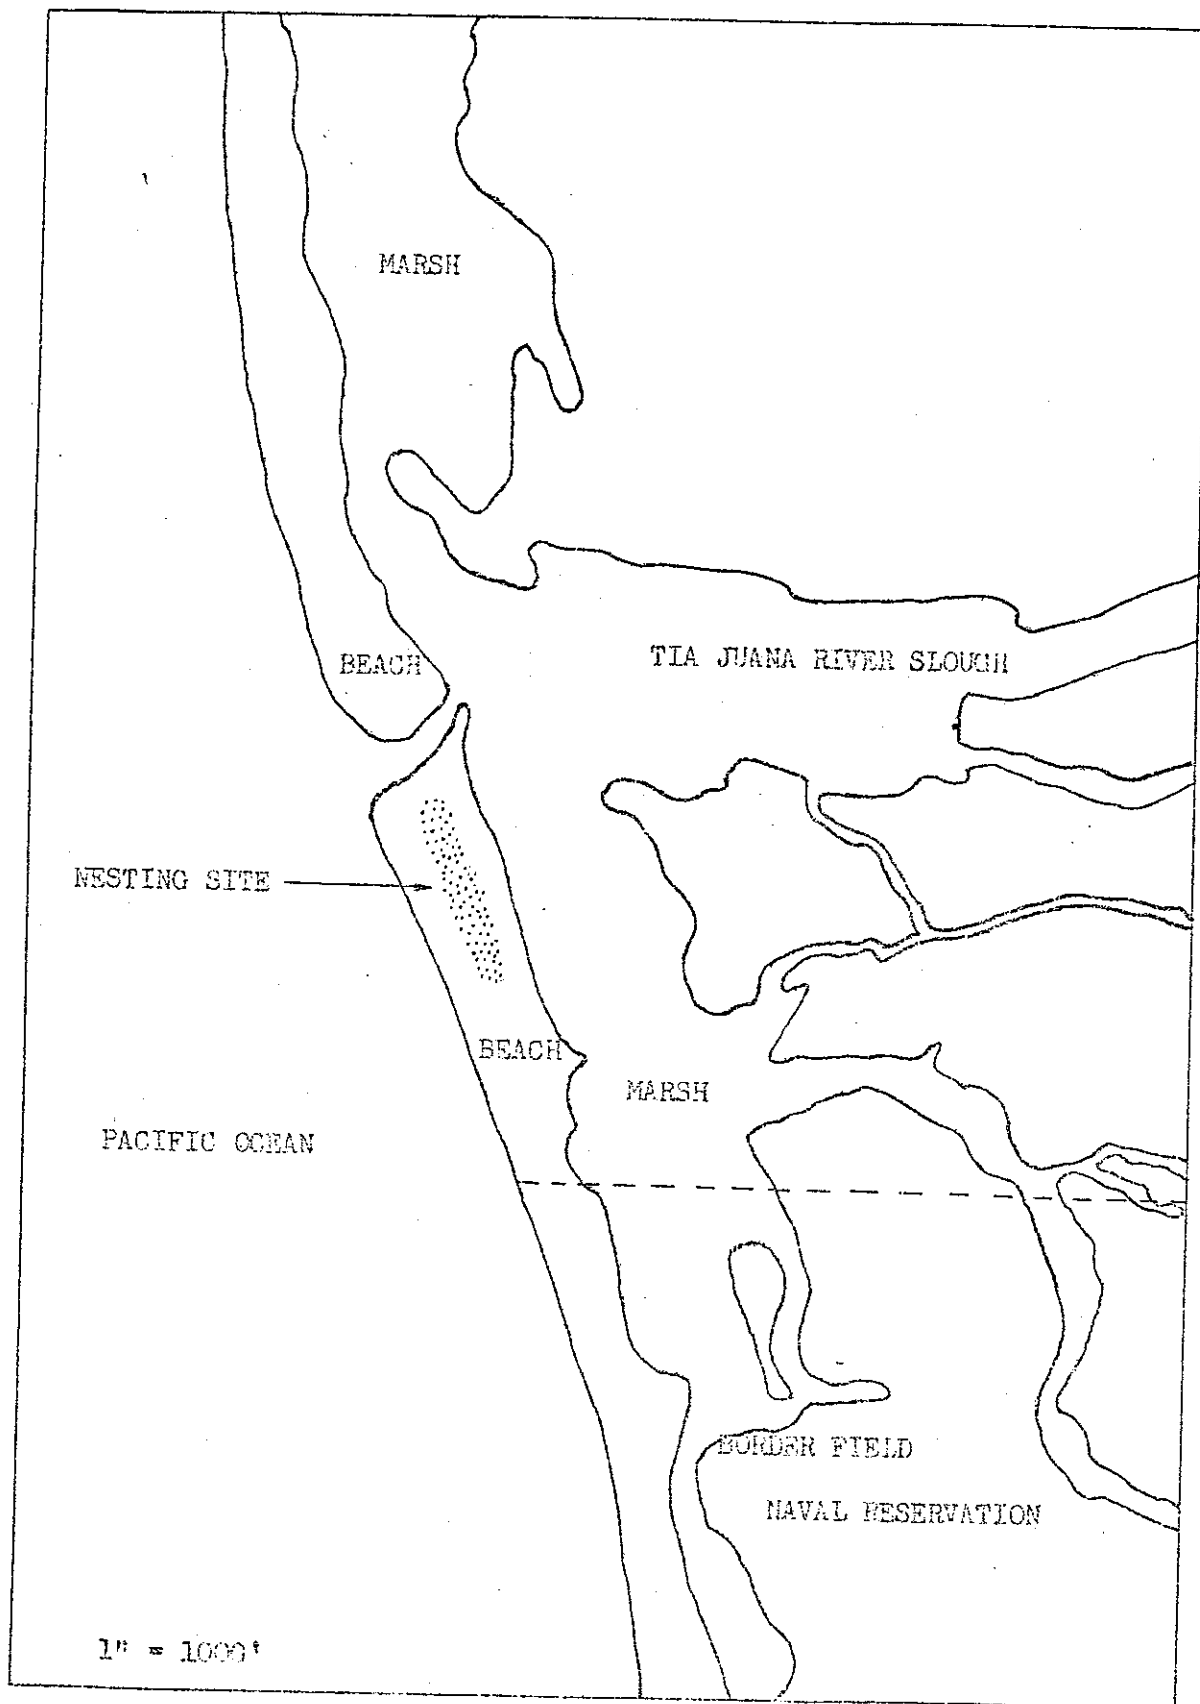 MARSH
BEACH
TIA JUANA RIVER SLOUGH
NESTING SITE
BEACH
MARSH
PACIFIC OCEAN
BORDER FIELD
NAVAL RESERVATION
1" = 1000'